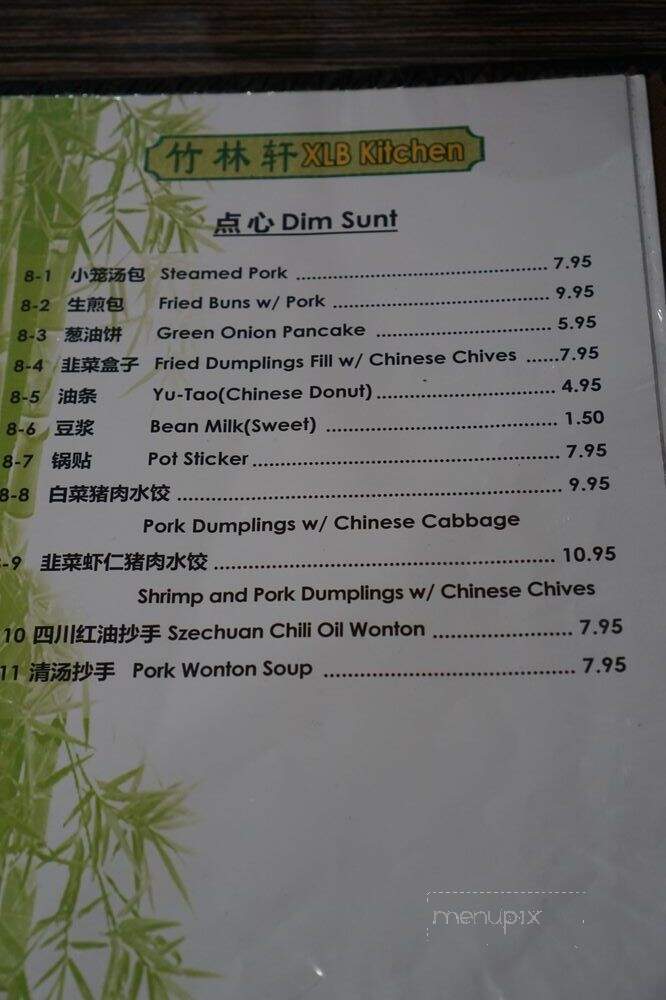 竹林轩 XLB Kitchen
点心 Dim Sunt
8-1 小笼汤包 Steamed Pork ........ 7.95
8-2 生煎包 Fried Buns w/ Pork ........ 9.95
8-3 葱油饼 Green Onion Pancake ........ 5.95
8-4 韭菜盒子 Fried Dumplings Fill w/ Chinese Chives ......7.95
8-5 油条 Yu-Tao(Chinese Donut) ........ 4.95
8-6 豆浆 Bean Milk(Sweet) ........ 1.50
8-7 锅贴 Pot Sticker ........ 7.95
8-8 白菜猪肉水饺 ........ 9.95
Pork Dumplings w/ Chinese Cabbage
-9 韭菜虾仁猪肉水饺 ........ 10.95
Shrimp and Pork Dumplings w/ Chinese Chives
10 四川红油抄手 Szechuan Chili Oil Wonton ........ 7.95
11 清汤抄手 Pork Wonton Soup ........ 7.95
menupix